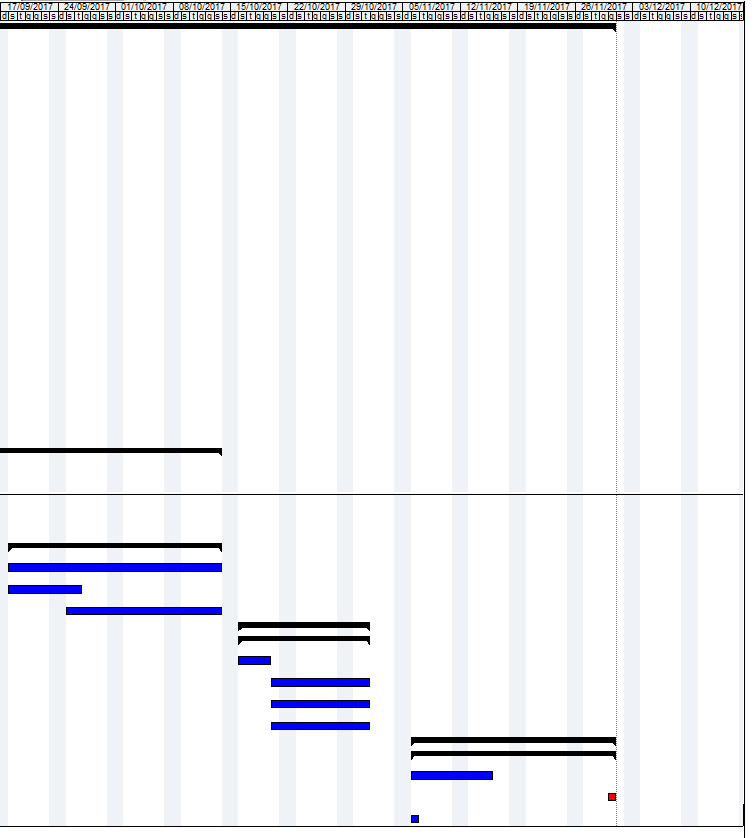 17/09/2017 24/09/2017 01/10/2017 08/10/2017 15/10/2017 22/10/2017 29/10/2017 05/11/2017 12/11/2017 19/11/2017 26/11/2017 03/12/2017 10/12/2017
d s t q q s s d s t q q s s d s t q q s s d s t q q s s d s t q q s s d s t q q s s d s t q q s s d s t q q s s d s t q q s s d s t q q s s d s t q q s s d s t q q s s d s t q q s s